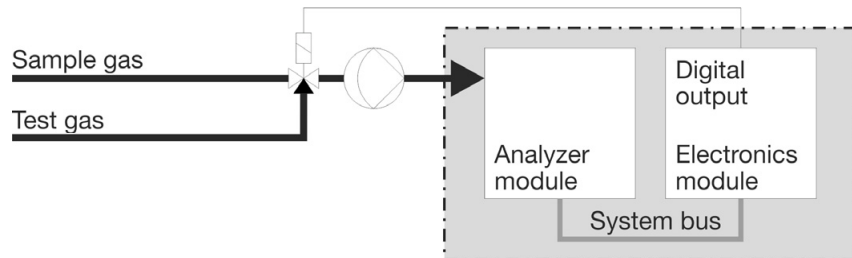 Sample gas
Test gas
Digital
output
Analyzer
module
Electronics
module
System bus